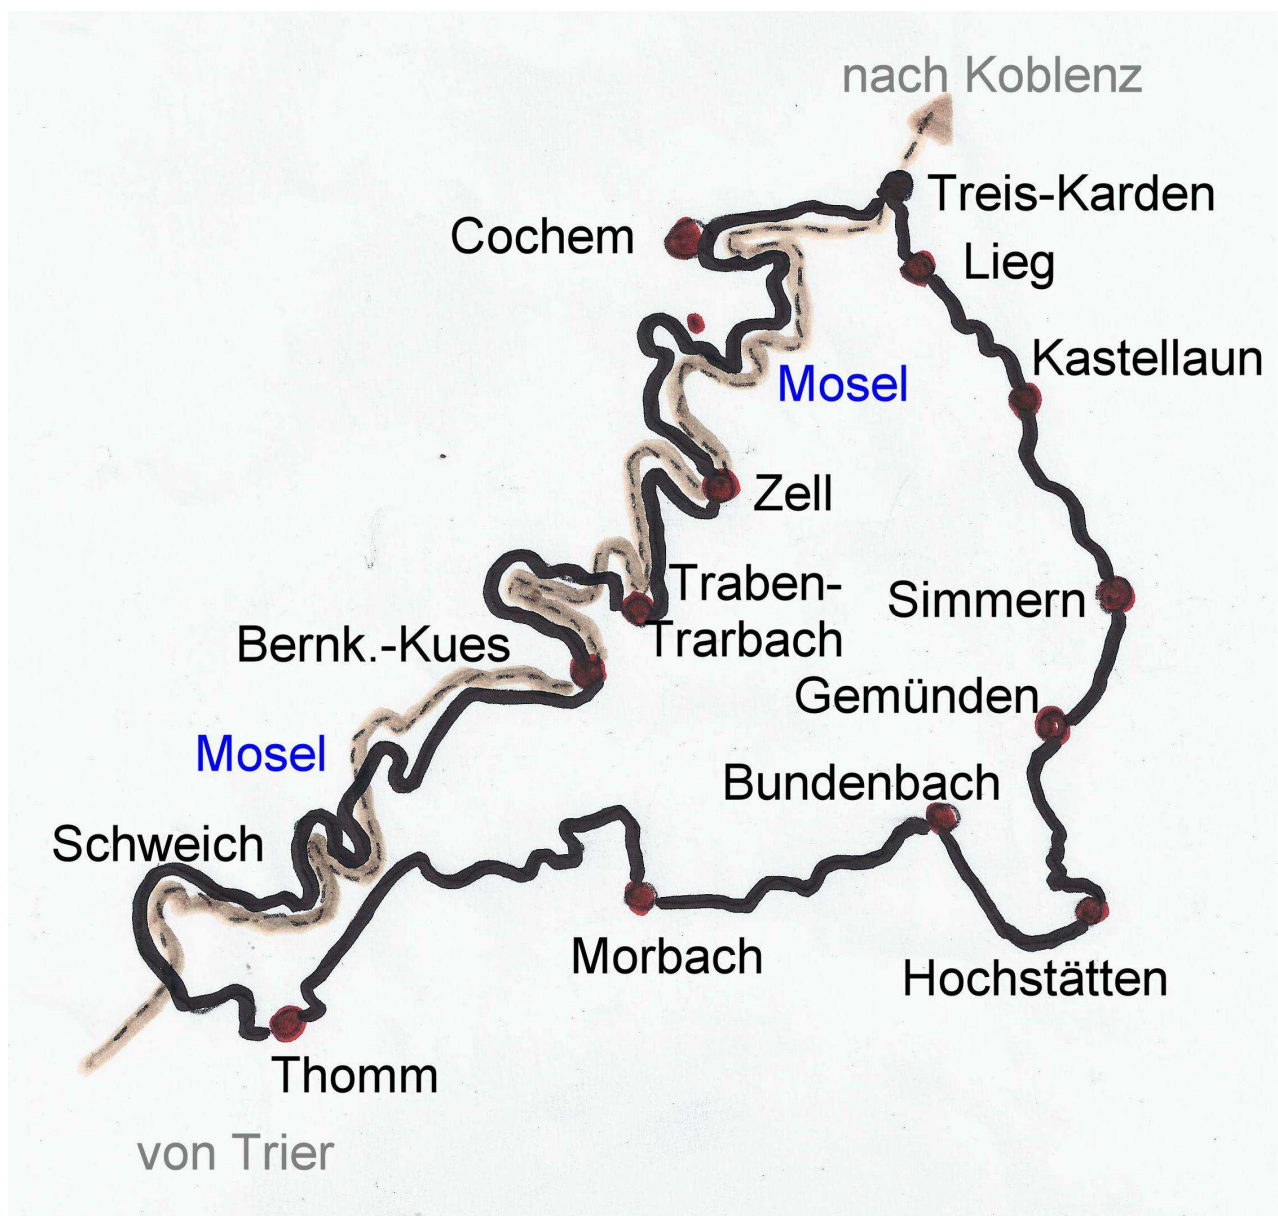 nach Koblenz
Treis-Karden
Cochem
Lieg
Kastellaun
Mosel
Zell
Traben-
Trarbach
Simmern
Bernk.-Kues
Gemünden
Mosel
Bundenbach
Schweich
Morbach
Hochstätten
Thomm
von Trier